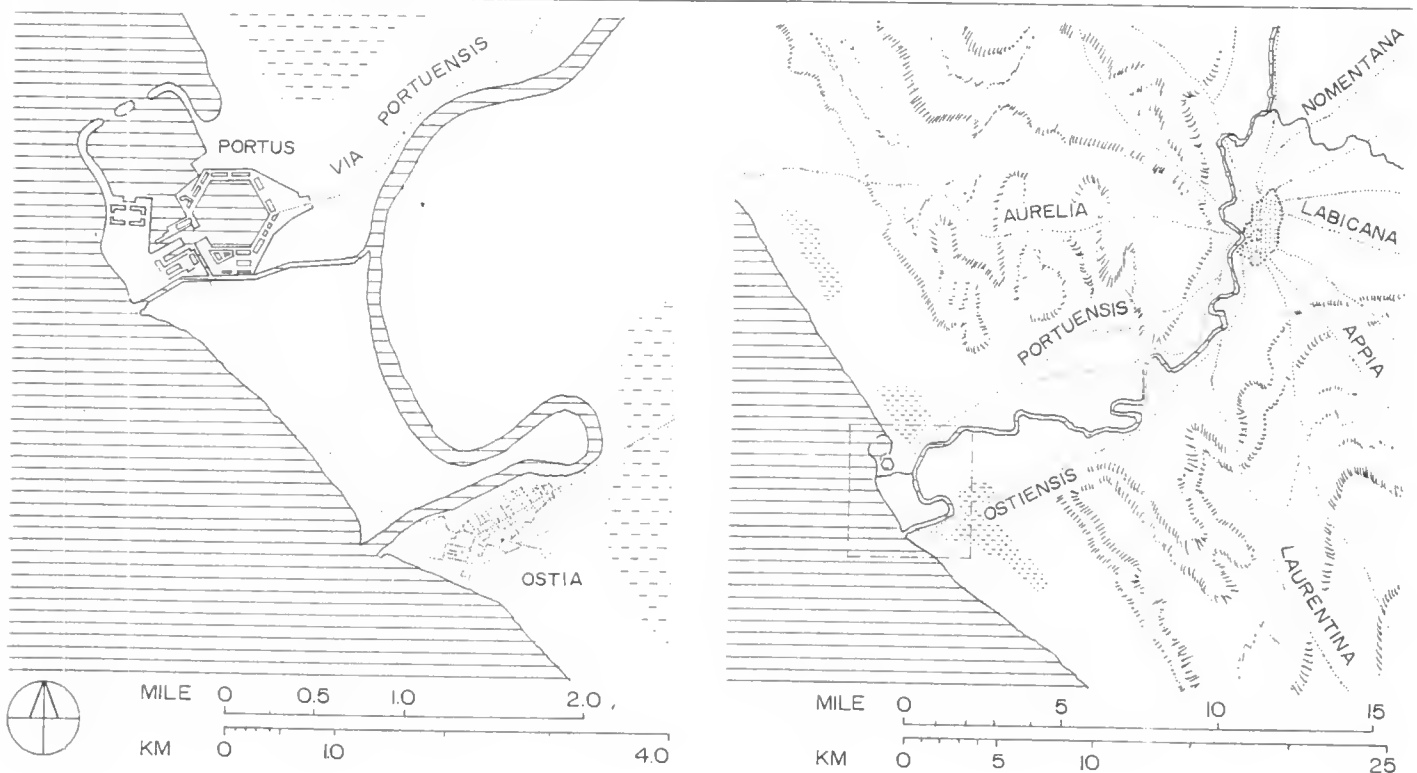 PORTUS
VIA PORTUENSIS
OSTIA
MILE 0 0.5 1.0 2.0
KM 0 1.0 4.0
NOMENTANA
AURELIA
LABICANA
PORTUENSIS
APPIA
OSTIENSIS
LAURENTINA
MILE 0 5 10 15
KM 0 5 10 25